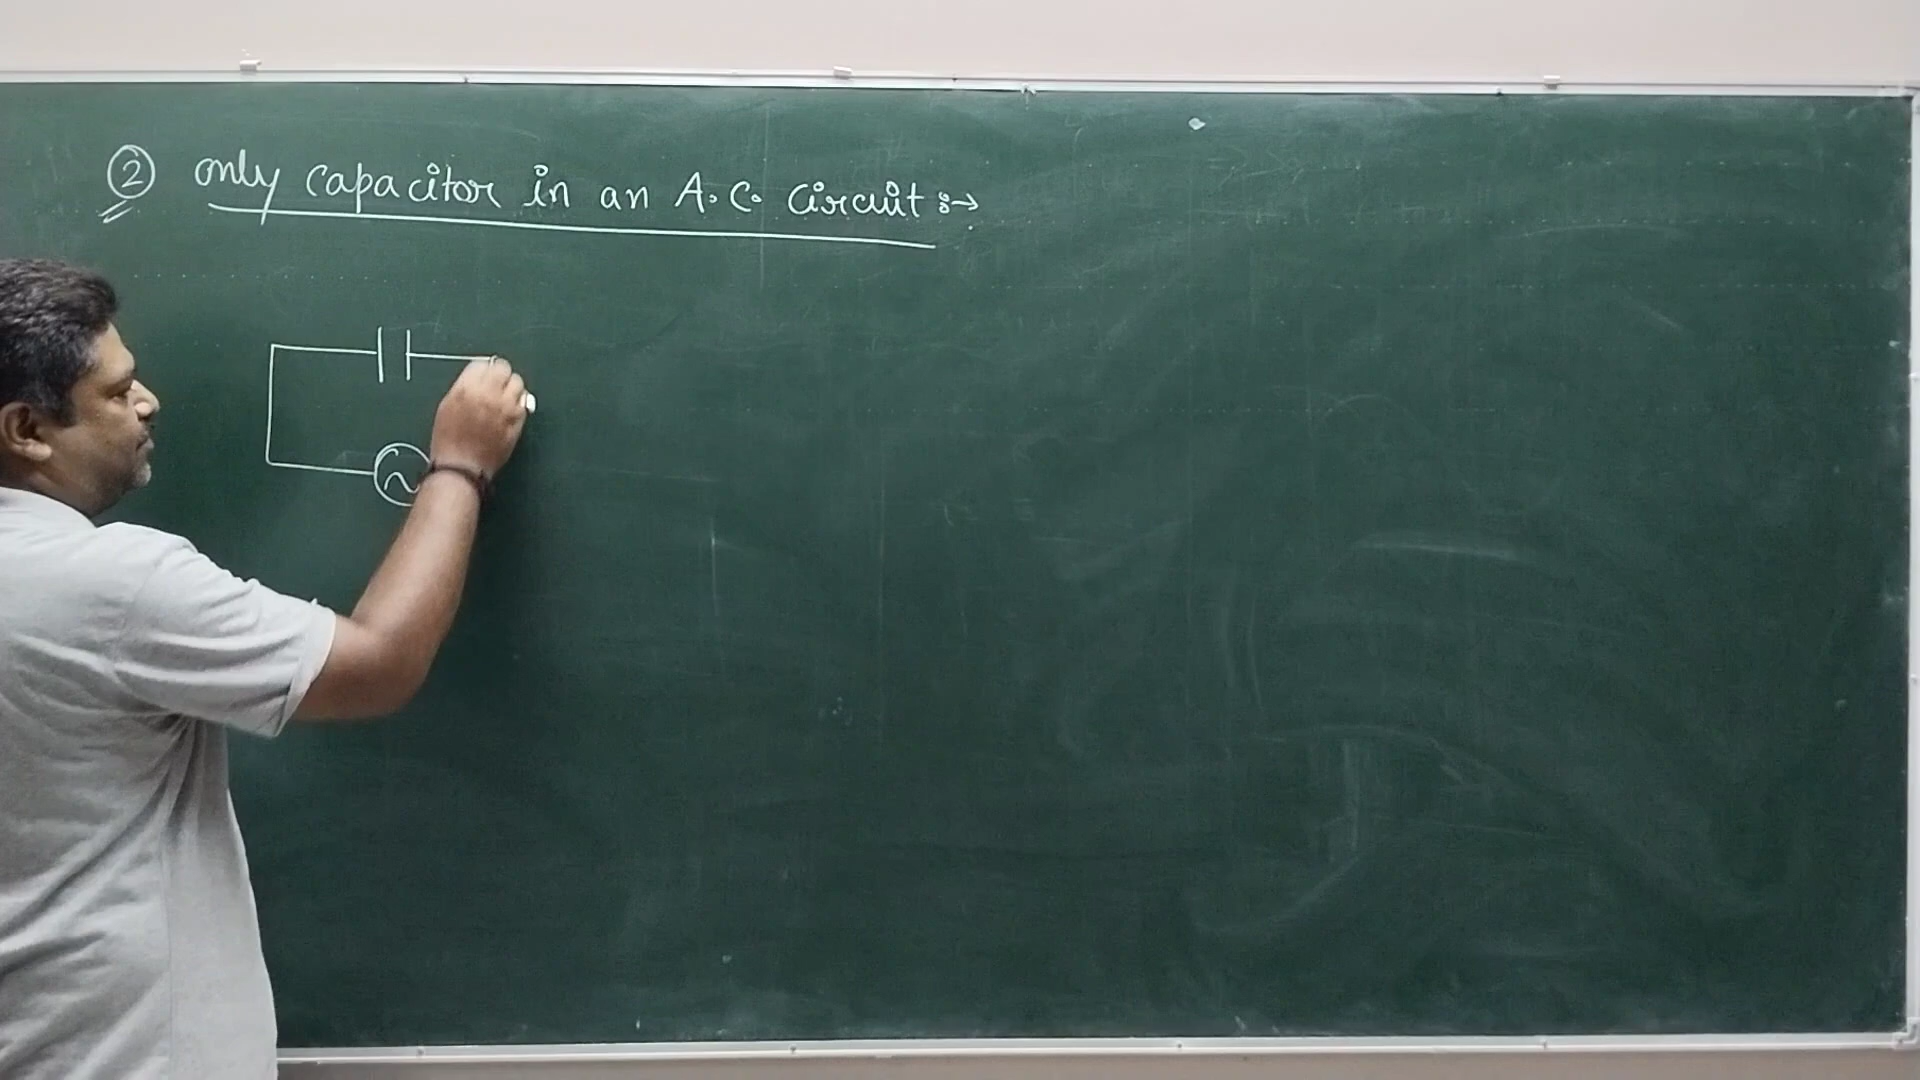 ② only capacitor in an A.C. circuit :→